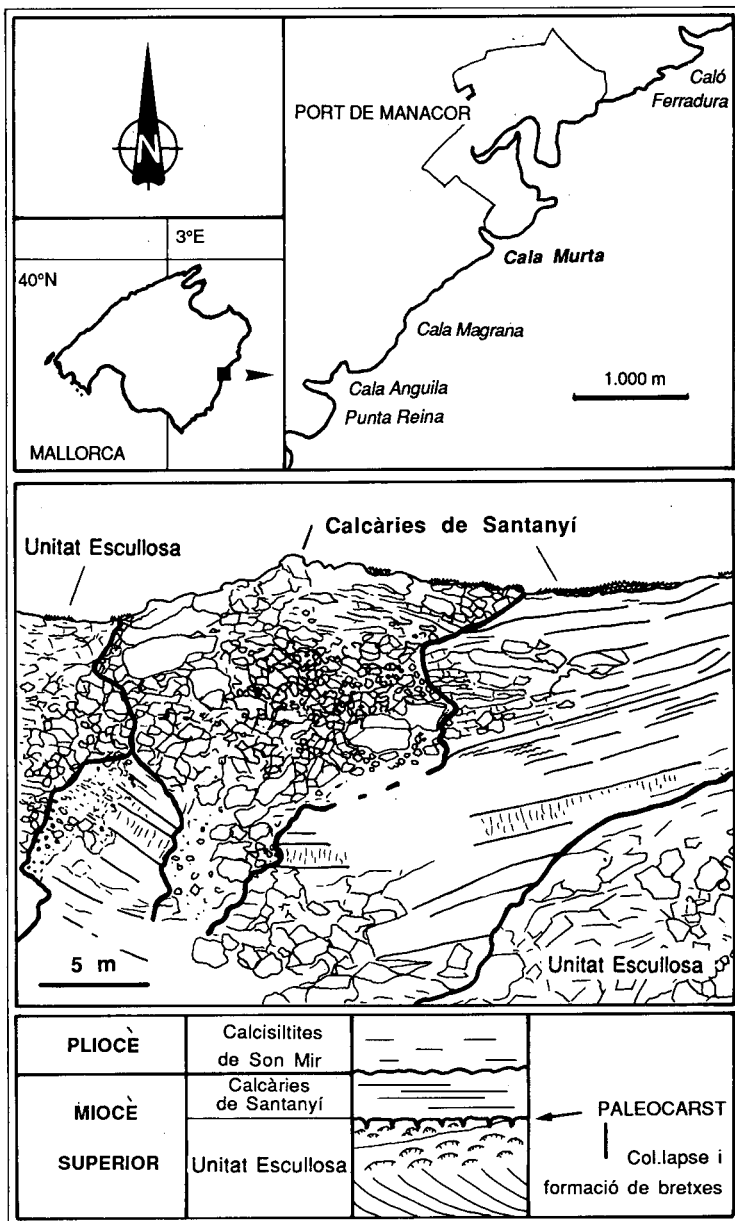 N
3°E
40°N
MALLORCA
PORT DE MANACOR
Caló
Ferradura
Cala Murta
Cala Magrana
Cala Anguila
Punta Reina
1.000 m
Unitat Escullosa
Calcàries de Santanyí
5 m
Unitat Escullosa
PLIOCÈ
Calcisiltites
de Son Mir
MIOCÈ
SUPERIOR
Calcàries
de Santanyí
Unitat Escullosa
PALEOCARST
Col.lapse i
formació de bretxes